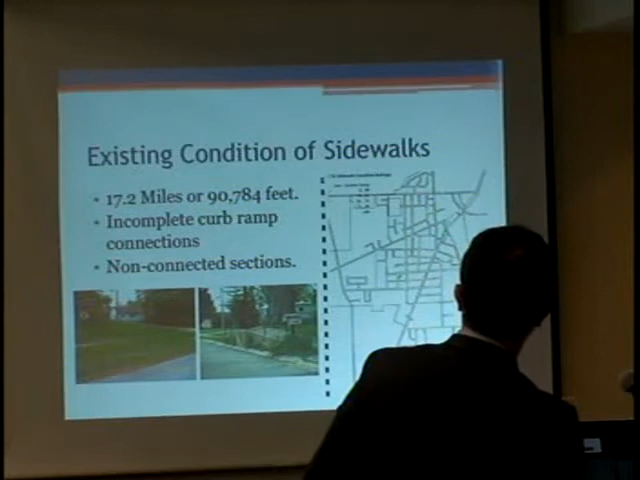 Existing Condition of Sidewalks
17.2 Miles or 90,784 feet.
Incomplete curb ramp
connections
Non-connected sections.